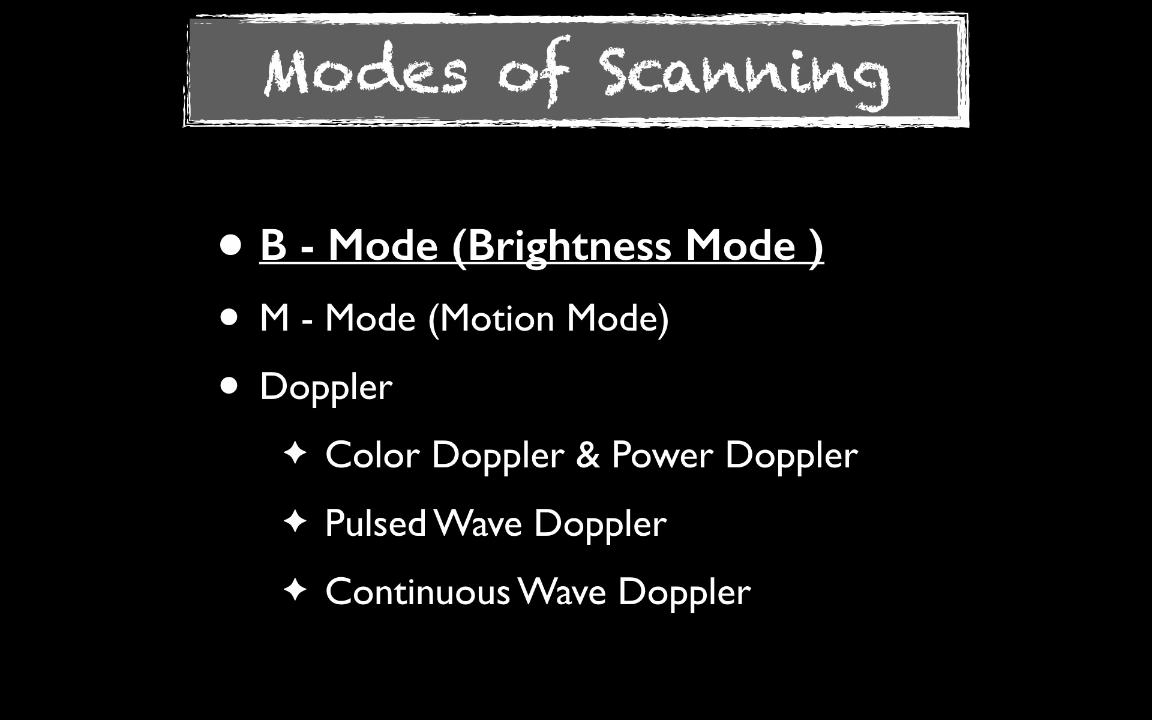 Modes of Scanning
• B - Mode (Brightness Mode )
• M - Mode (Motion Mode)
• Doppler
✦ Color Doppler & Power Doppler
✦ Pulsed Wave Doppler
✦ Continuous Wave Doppler